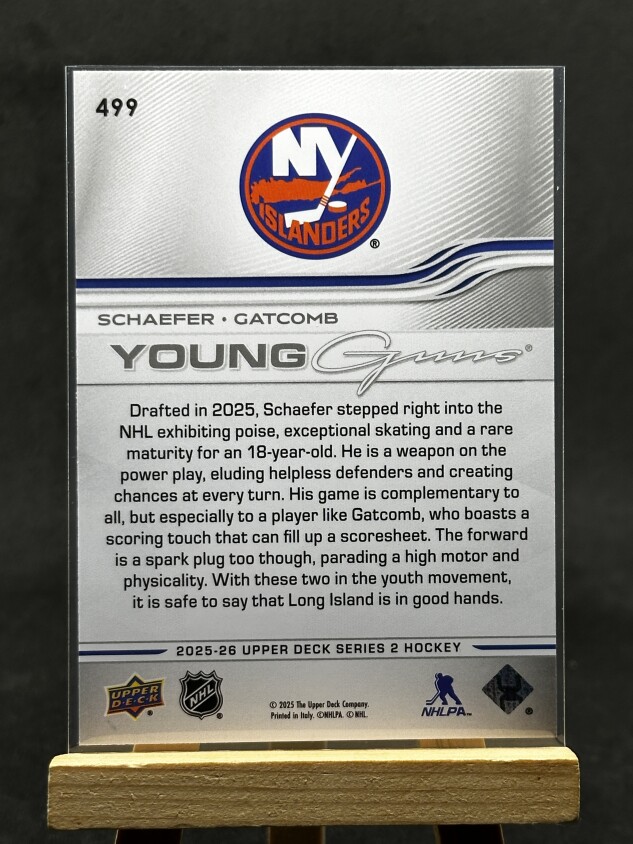 499
NY
ISLANDERS
®
SCHAEFER • GATCOMB
YOUNG Guns®
Drafted in 2025, Schaefer stepped right into the
NHL exhibiting poise, exceptional skating and a rare
maturity for an 18-year-old. He is a weapon on the
power play, eluding helpless defenders and creating
chances at every turn. His game is complementary to
all, but especially to a player like Gatcomb, who boasts a
scoring touch that can fill up a scoresheet. The forward
is a spark plug too though, parading a high motor and
physicality. With these two in the youth movement,
it is safe to say that Long Island is in good hands.
2025-26 UPPER DECK SERIES 2 HOCKEY
UPPER
D·E·C·K®
NHL®
© 2025 The Upper Deck Company.
Printed in Italy. ©NHLPA. ©NHL.
NHLPA™
®